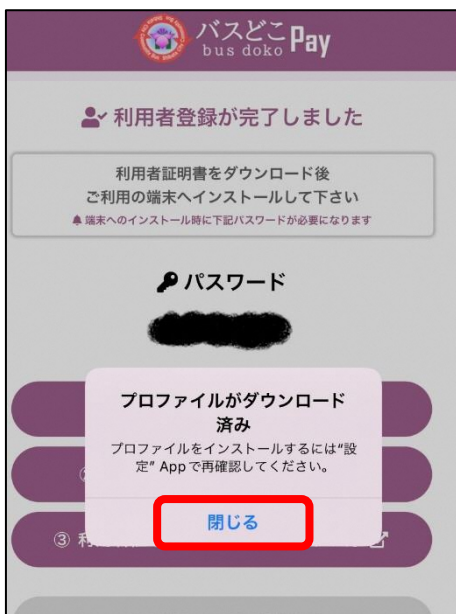 バスどこ Pay
bus doko
利用者登録が完了しました
利用者証明書をダウンロード後
ご利用の端末へインストールして下さい
端末へのインストール時に下記パスワードが必要になります
パスワード
プロファイルがダウンロード
済み
プロファイルをインストールするには“設
定” Appで再確認してください。
閉じる
③ 利